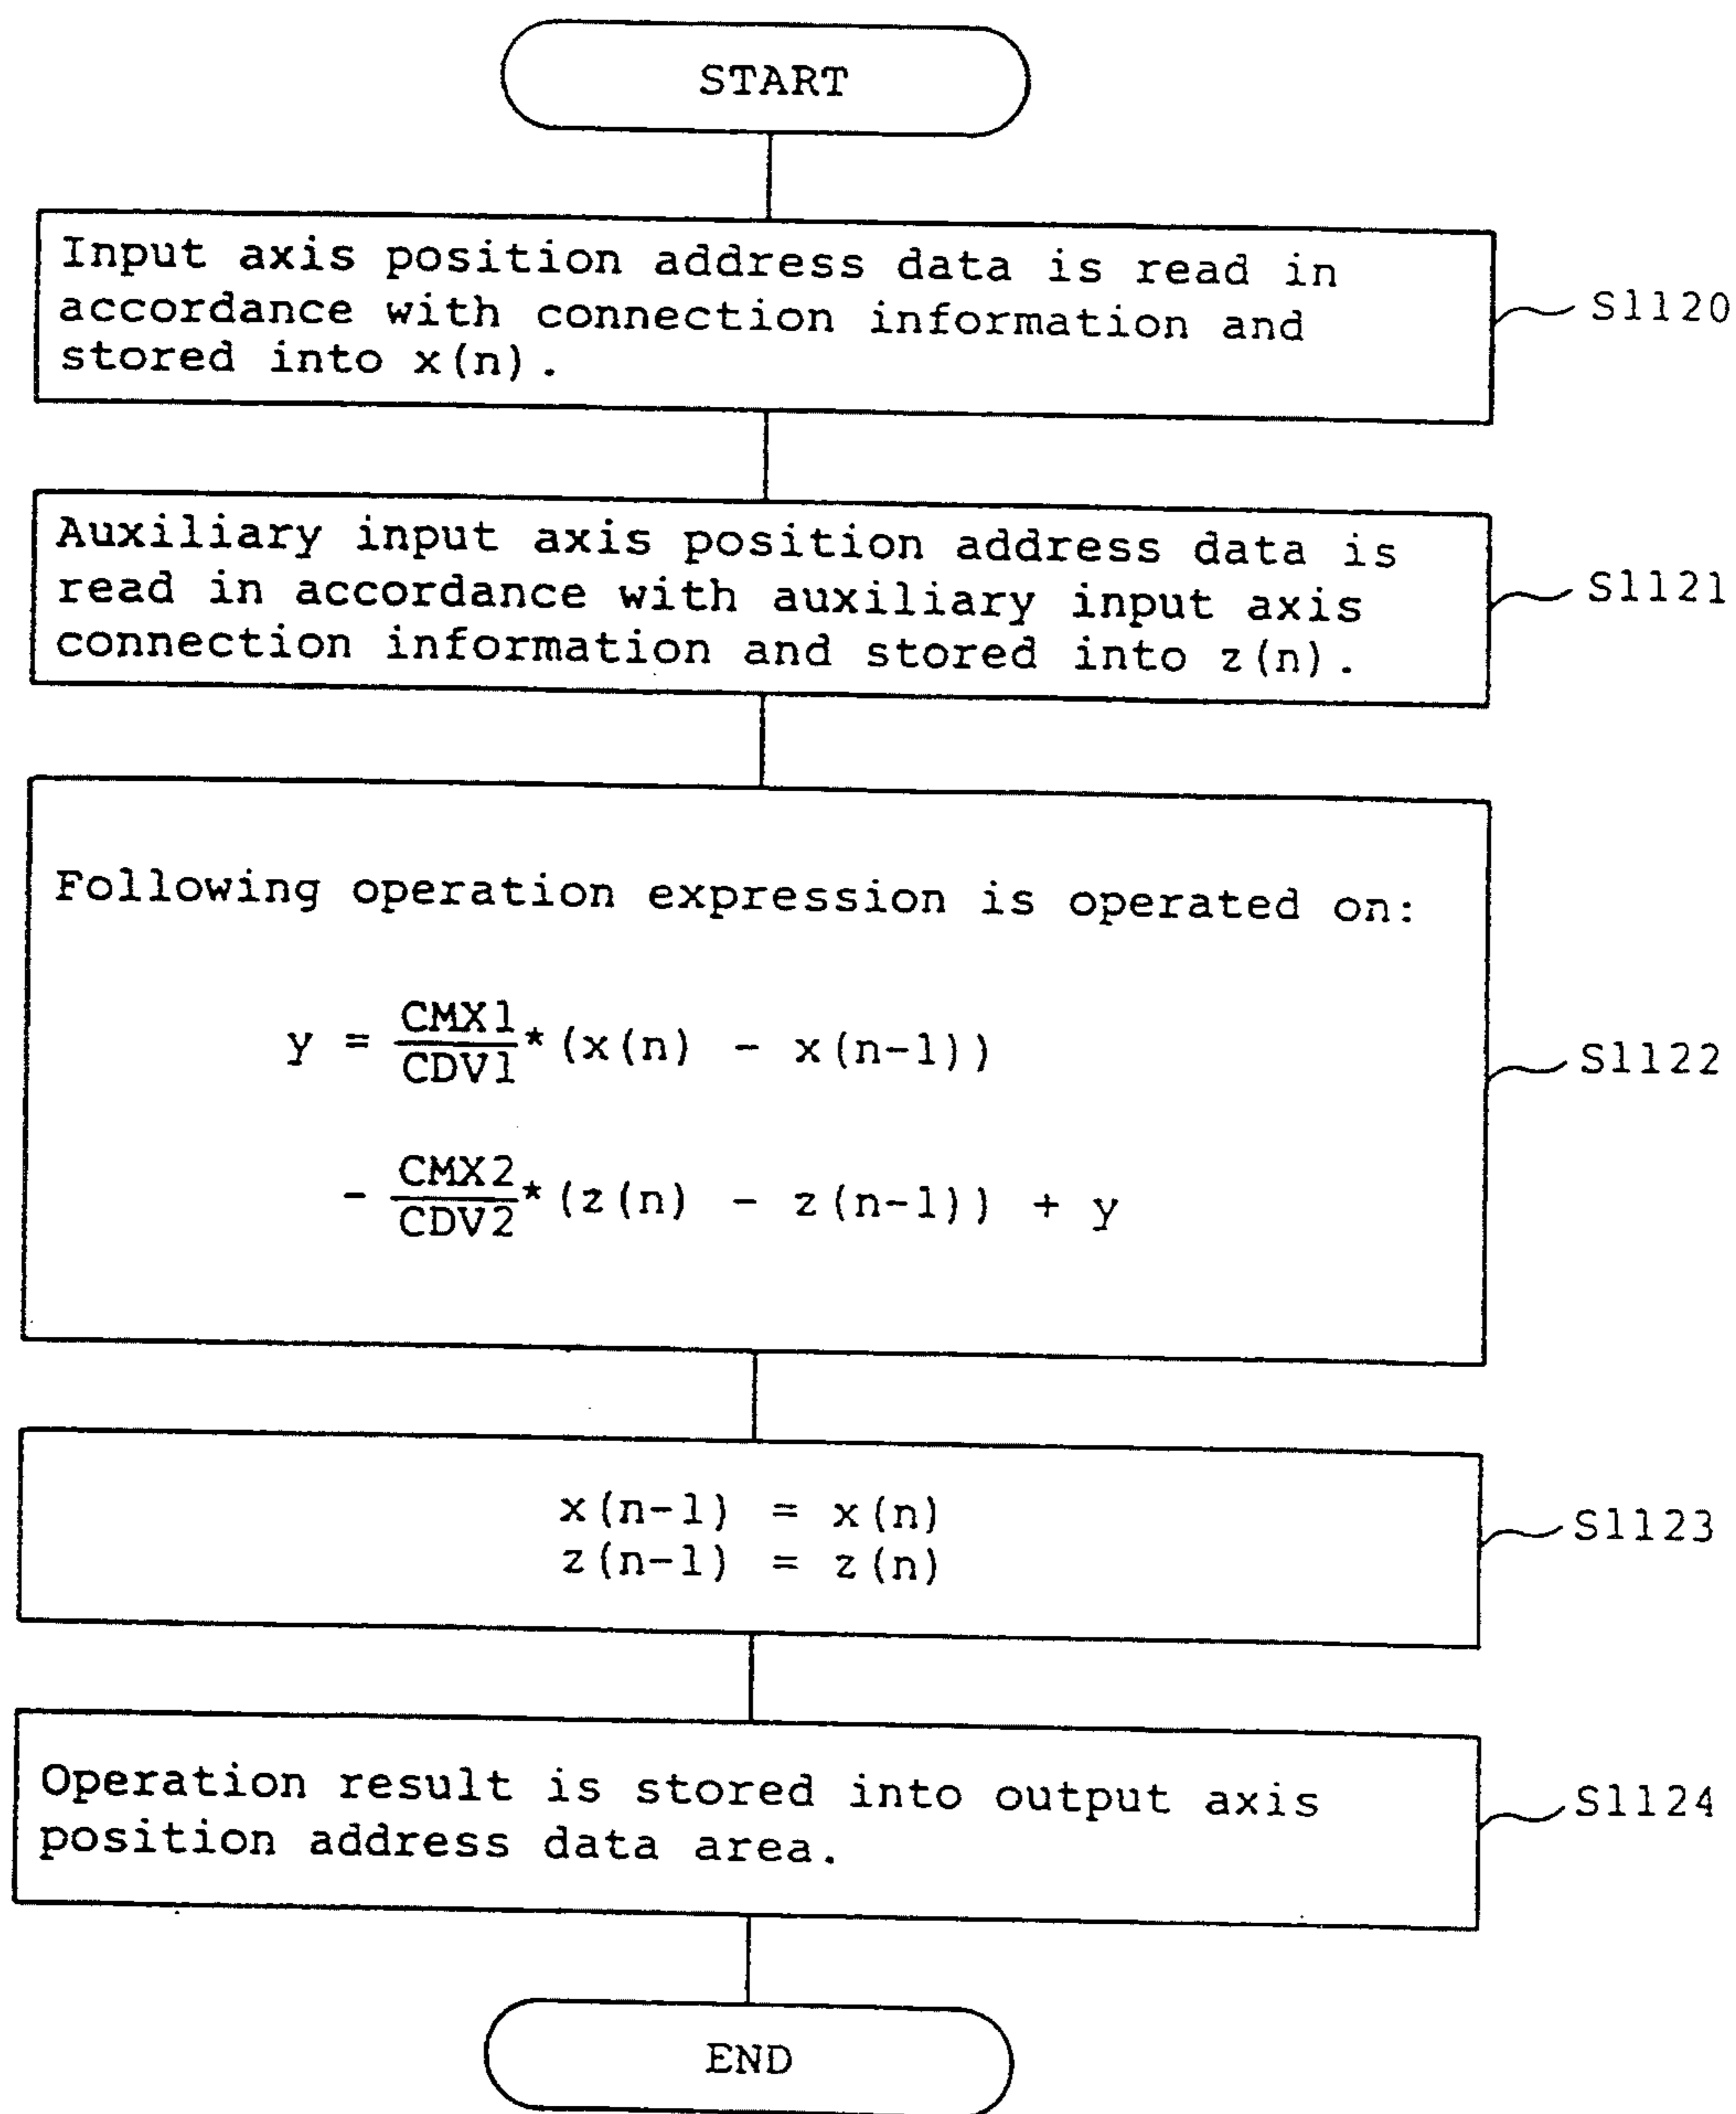 START
Input axis position address data is read in
accordance with connection information and
stored into x(n).
S1120
Auxiliary input axis position address data is
read in accordance with auxiliary input axis
connection information and stored into z(n).
S1121
Following operation expression is operated on:
y = CMX1/CDV1*(x(n) - x(n-1))
- CMX2/CDV2*(z(n) - z(n-1)) + y
S1122
x(n-1) = x(n)
z(n-1) = z(n)
S1123
Operation result is stored into output axis
position address data area.
S1124
END